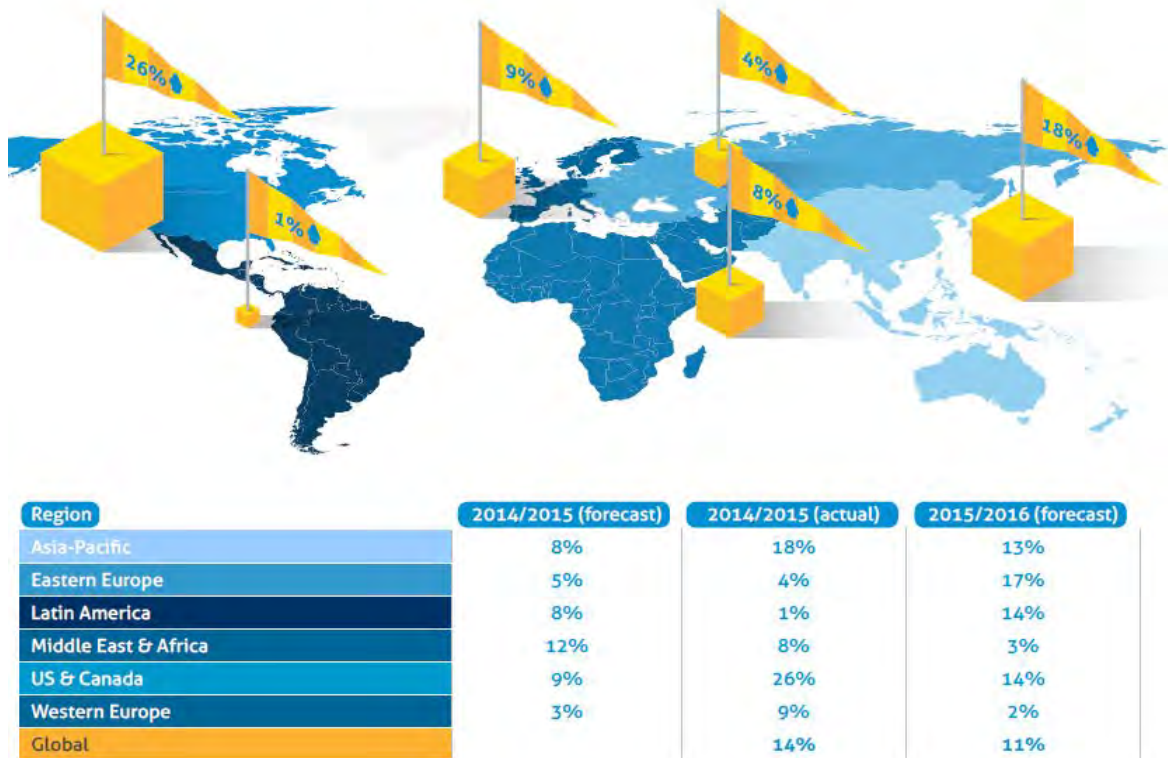 26%
9%
4%
18%
1%
8%
Region 2014/2015 (forecast) 2014/2015 (actual) 2015/2016 (forecast)
Asia-Pacific 8% 18% 13%
Eastern Europe 5% 4% 17%
Latin America 8% 1% 14%
Middle East & Africa 12% 8% 3%
US & Canada 9% 26% 14%
Western Europe 3% 9% 2%
Global 14% 11%